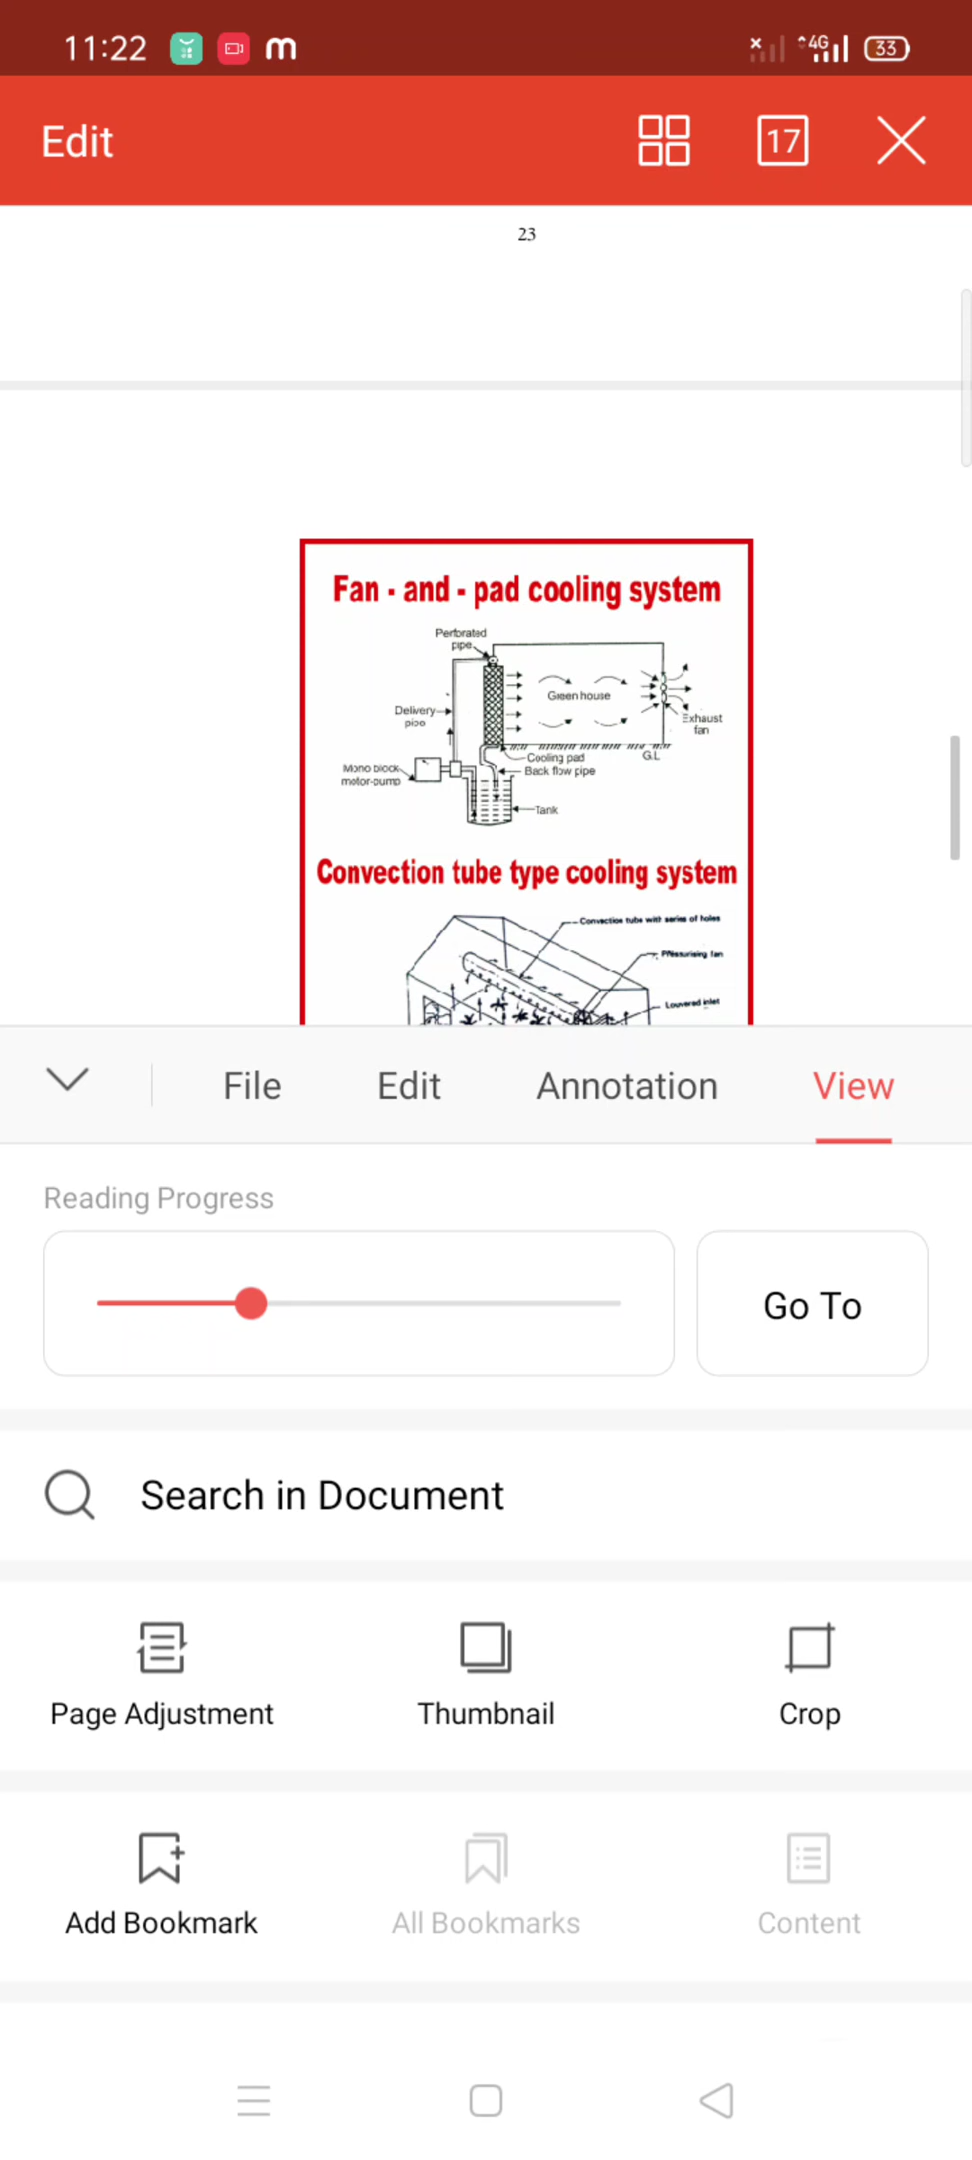 11:22
m
4G
33
Edit
17
23
Fan - and - pad cooling system
Perforated
pipe
Green house
Delivery
pipe
Exhaust
fan
Cooling pad
G.L
Mono block
motor-pump
Back flow pipe
Tank
Convection tube type cooling system
Convection tube with series of holes
Pressurising fan
Louvered inlet
File
Edit
Annotation
View
Reading Progress
Go To
Search in Document
Page Adjustment
Thumbnail
Crop
Add Bookmark
All Bookmarks
Content